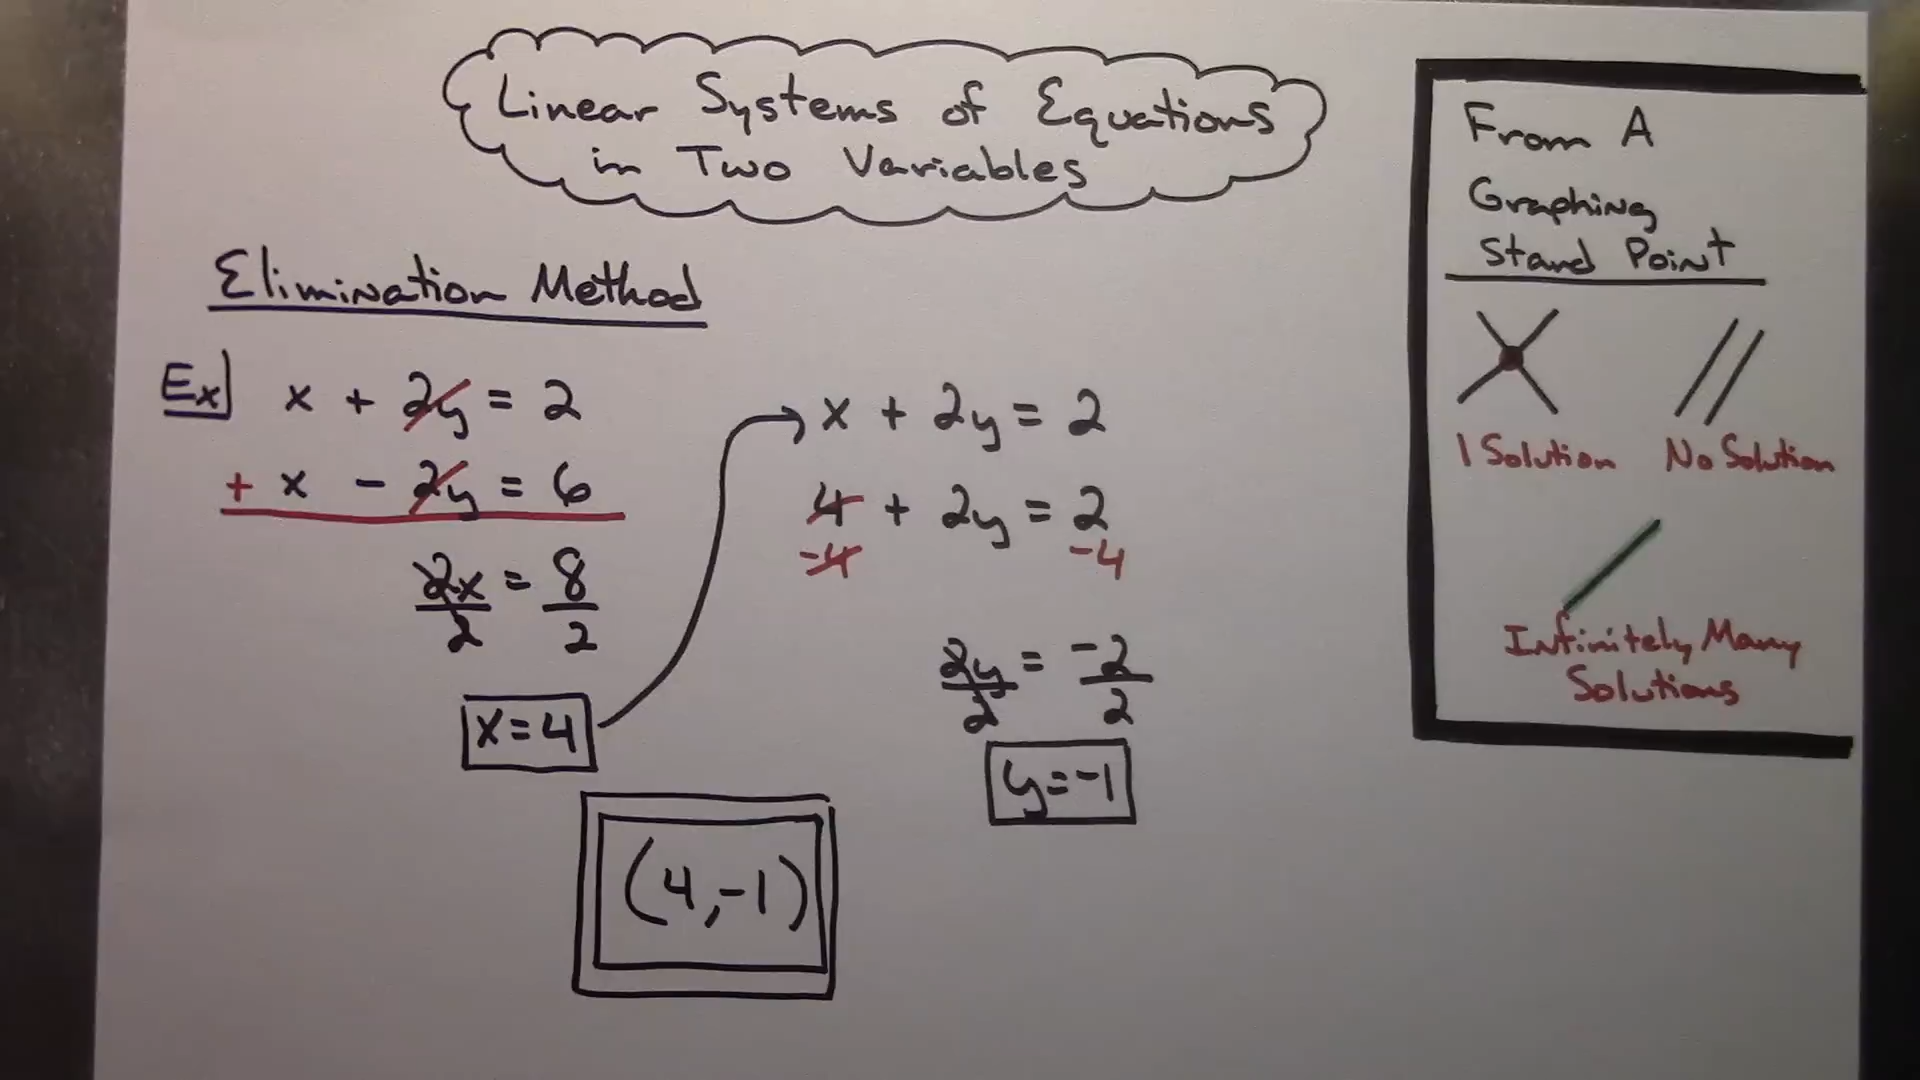 Linear Systems of Equations
in Two Variables
Elimination Method
Ex) x + 2y = 2
+ x - 2y = 6
2x/2 = 8/2
x=4
x + 2y = 2
4 + 2y = 2
-4 -4
2y/2 = -2/2
y=-1
(4,-1)
From A
Graphing
Stand Point
1 Solution No Solution
Infinitely Many
Solutions